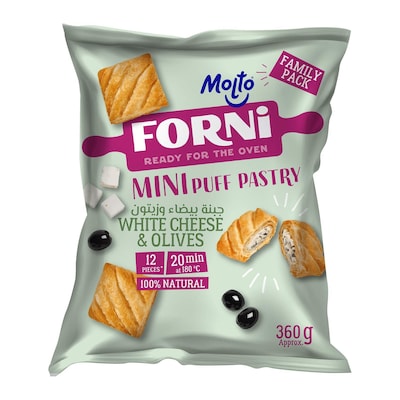 Molto
FAMILY
PACK
FORNi
READY FOR THE OVEN
MINI PUFF PASTRY
جبنة بيضاء وزيتون
WHITE CHEESE
& OLIVES
12
PIECES*
20 min
at 180 °C
100% NATURAL
360g
Approx.